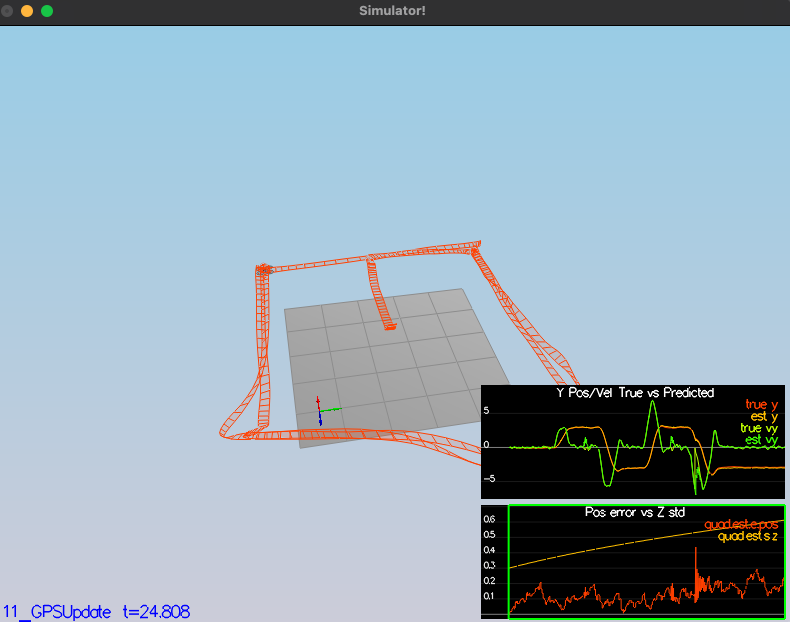 Simulator!
Y Pos/Vel True vs Predicted
true y
est y
true vy
est vy
5
0
-5
Pos error vs Z std
quad.est.e.pos
quad.est.s.z
0.6
0.5
0.4
0.3
0.2
0.1
11_GPSUpdate t=24.808